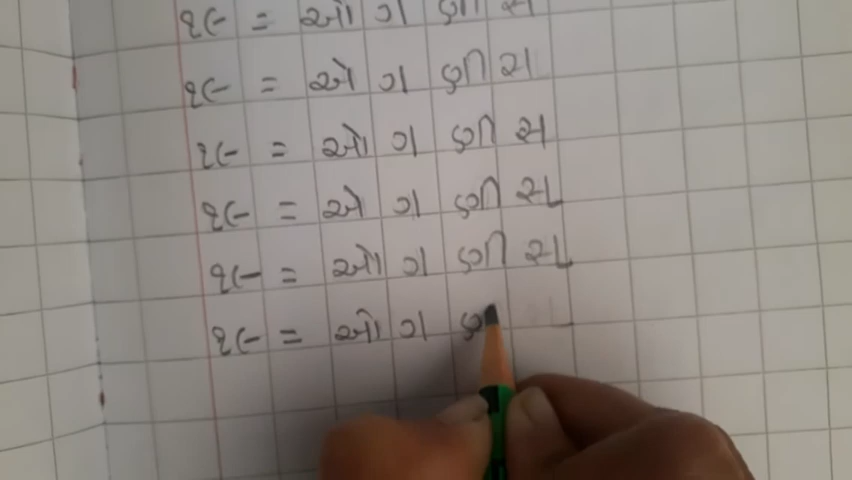 ૧૯ = ઓ ગ ણી સ
૧૯ = ઓ ગ ણી સ
૧૯ = ઓ ગ ણી સ
૧૯ = ઓ ગ ણી સ
૧૯ = ઓ ગ ણી સ
૧૯ = ઓ ગ ણ